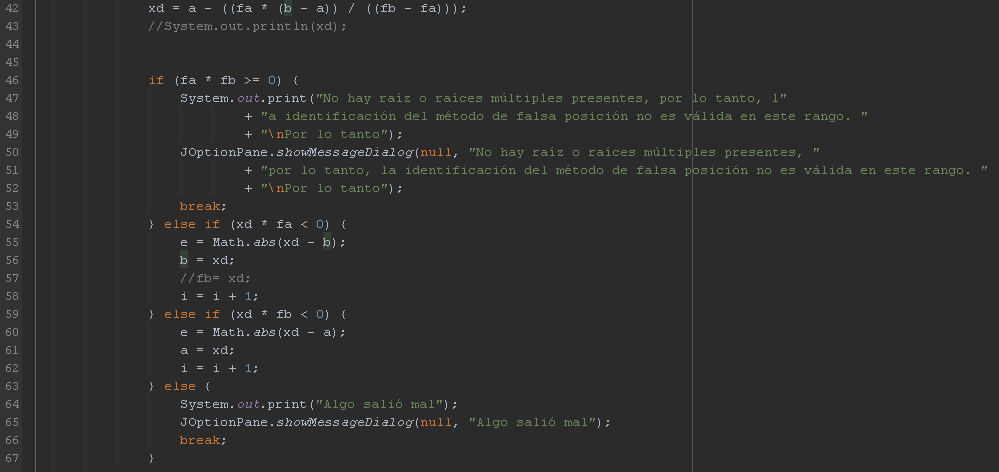 42 xd = a - ((fa * (b - a)) / ((fb - fa)));
43 //System.out.println(xd);
44
45
46 if (fa * fb >= 0) {
47 System.out.print("No hay raíz o raíces múltiples presentes, por lo tanto, l"
48 + "a identificación del método de falsa posición no es válida en este rango. "
49 + "\nPor lo tanto");
50 JOptionPane.showMessageDialog(null, "No hay raíz o raíces múltiples presentes, "
51 + "por lo tanto, la identificación del método de falsa posición no es válida en este rango. "
52 + "\nPor lo tanto");
53 break;
54 } else if (xd * fa < 0) {
55 e = Math.abs(xd - b);
56 b = xd;
57 //fb= xd;
58 i = i + 1;
59 } else if (xd * fb < 0) {
60 e = Math.abs(xd - a);
61 a = xd;
62 i = i + 1;
63 } else {
64 System.out.print("Algo salió mal");
65 JOptionPane.showMessageDialog(null, "Algo salió mal");
66 break;
67 }